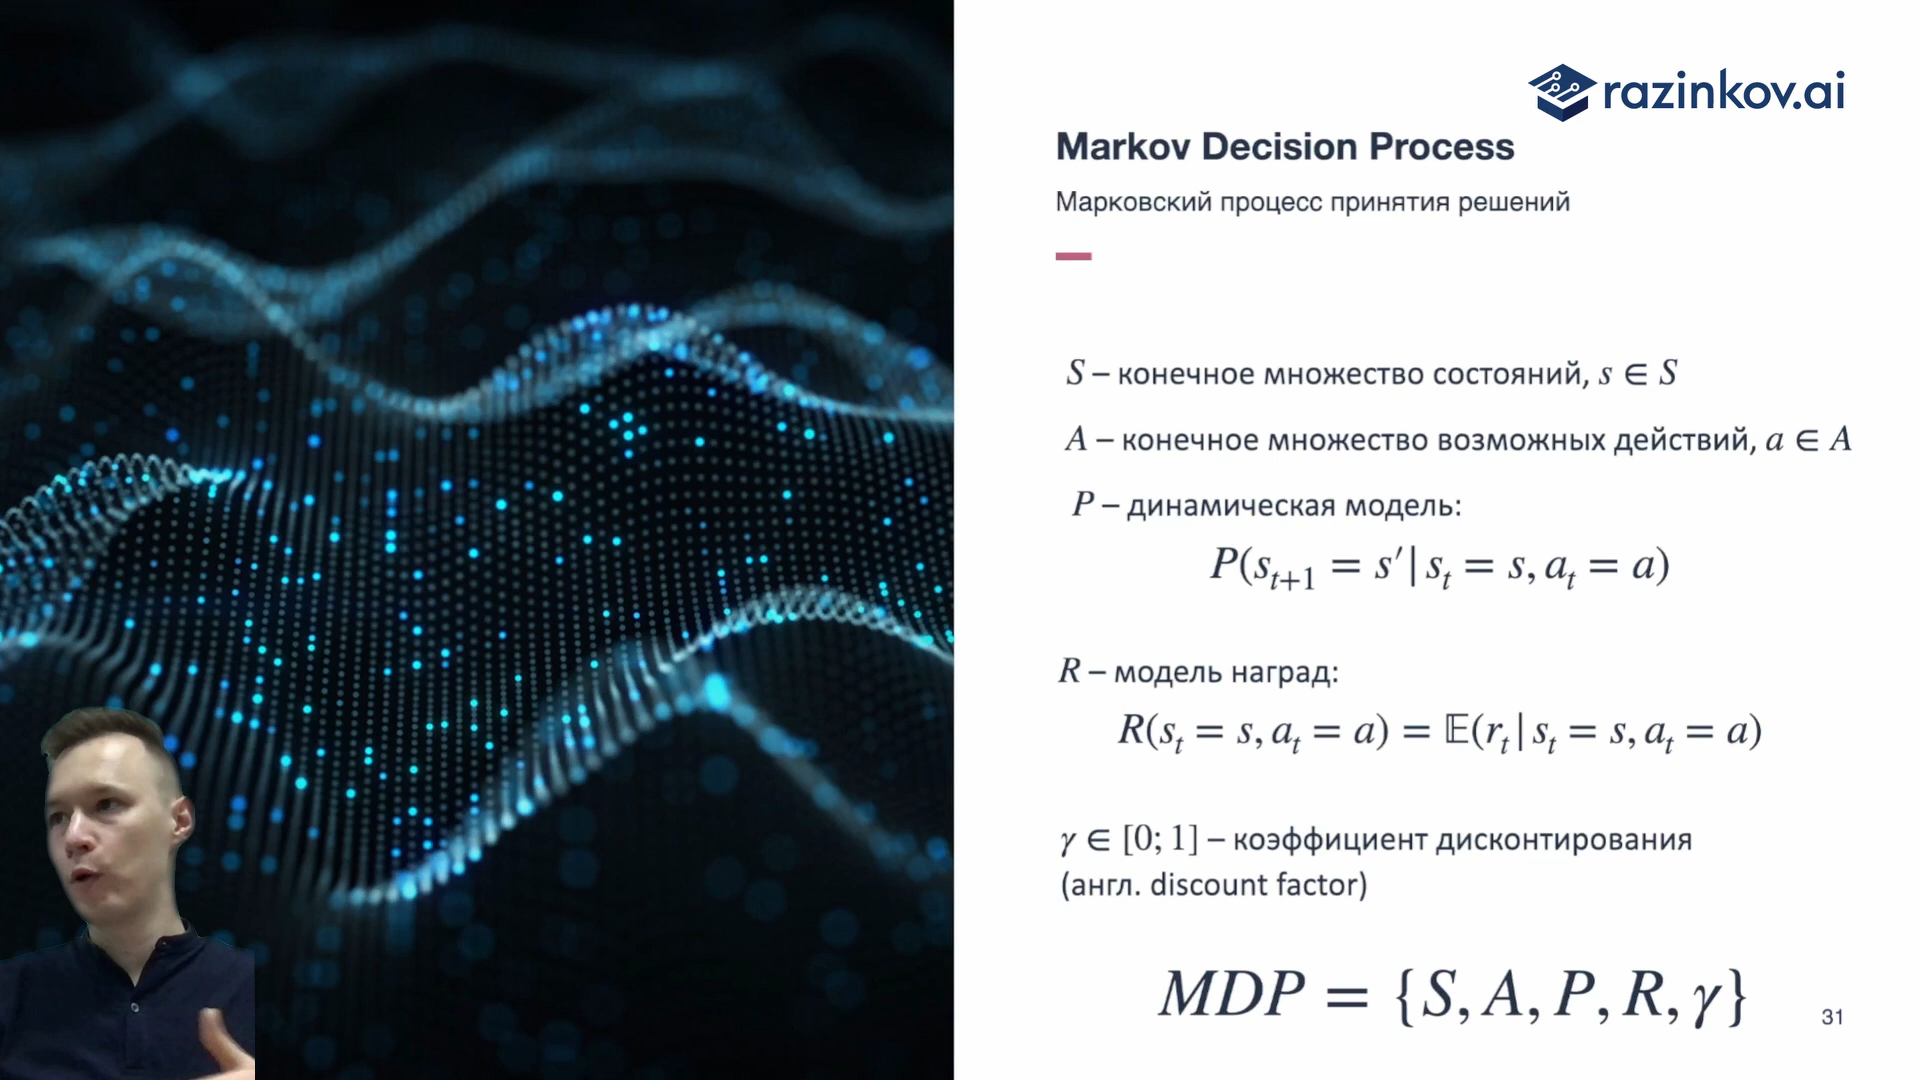 razinkov.ai
Markov Decision Process
Марковский процесс принятия решений
S – конечное множество состояний, s ∈ S
A – конечное множество возможных действий, a ∈ A
P – динамическая модель:
P(s_{t+1} = s′ | s_t = s, a_t = a)
R – модель наград:
R(s_t = s, a_t = a) = 𝔼(r_t | s_t = s, a_t = a)
γ ∈ [0; 1] – коэффициент дисконтирования
(англ. discount factor)
MDP = {S, A, P, R, γ}
31